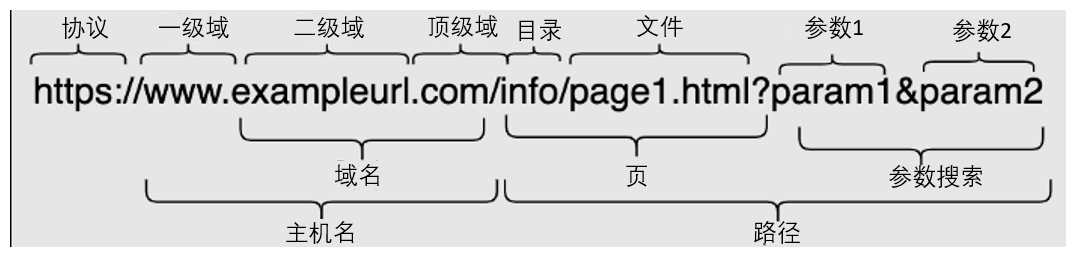 协议 一级域 二级域 顶级域 目录 文件 参数1 参数2
https://www.exampleurl.com/info/page1.html?param1&param2
域名 页 参数搜索
主机名 路径